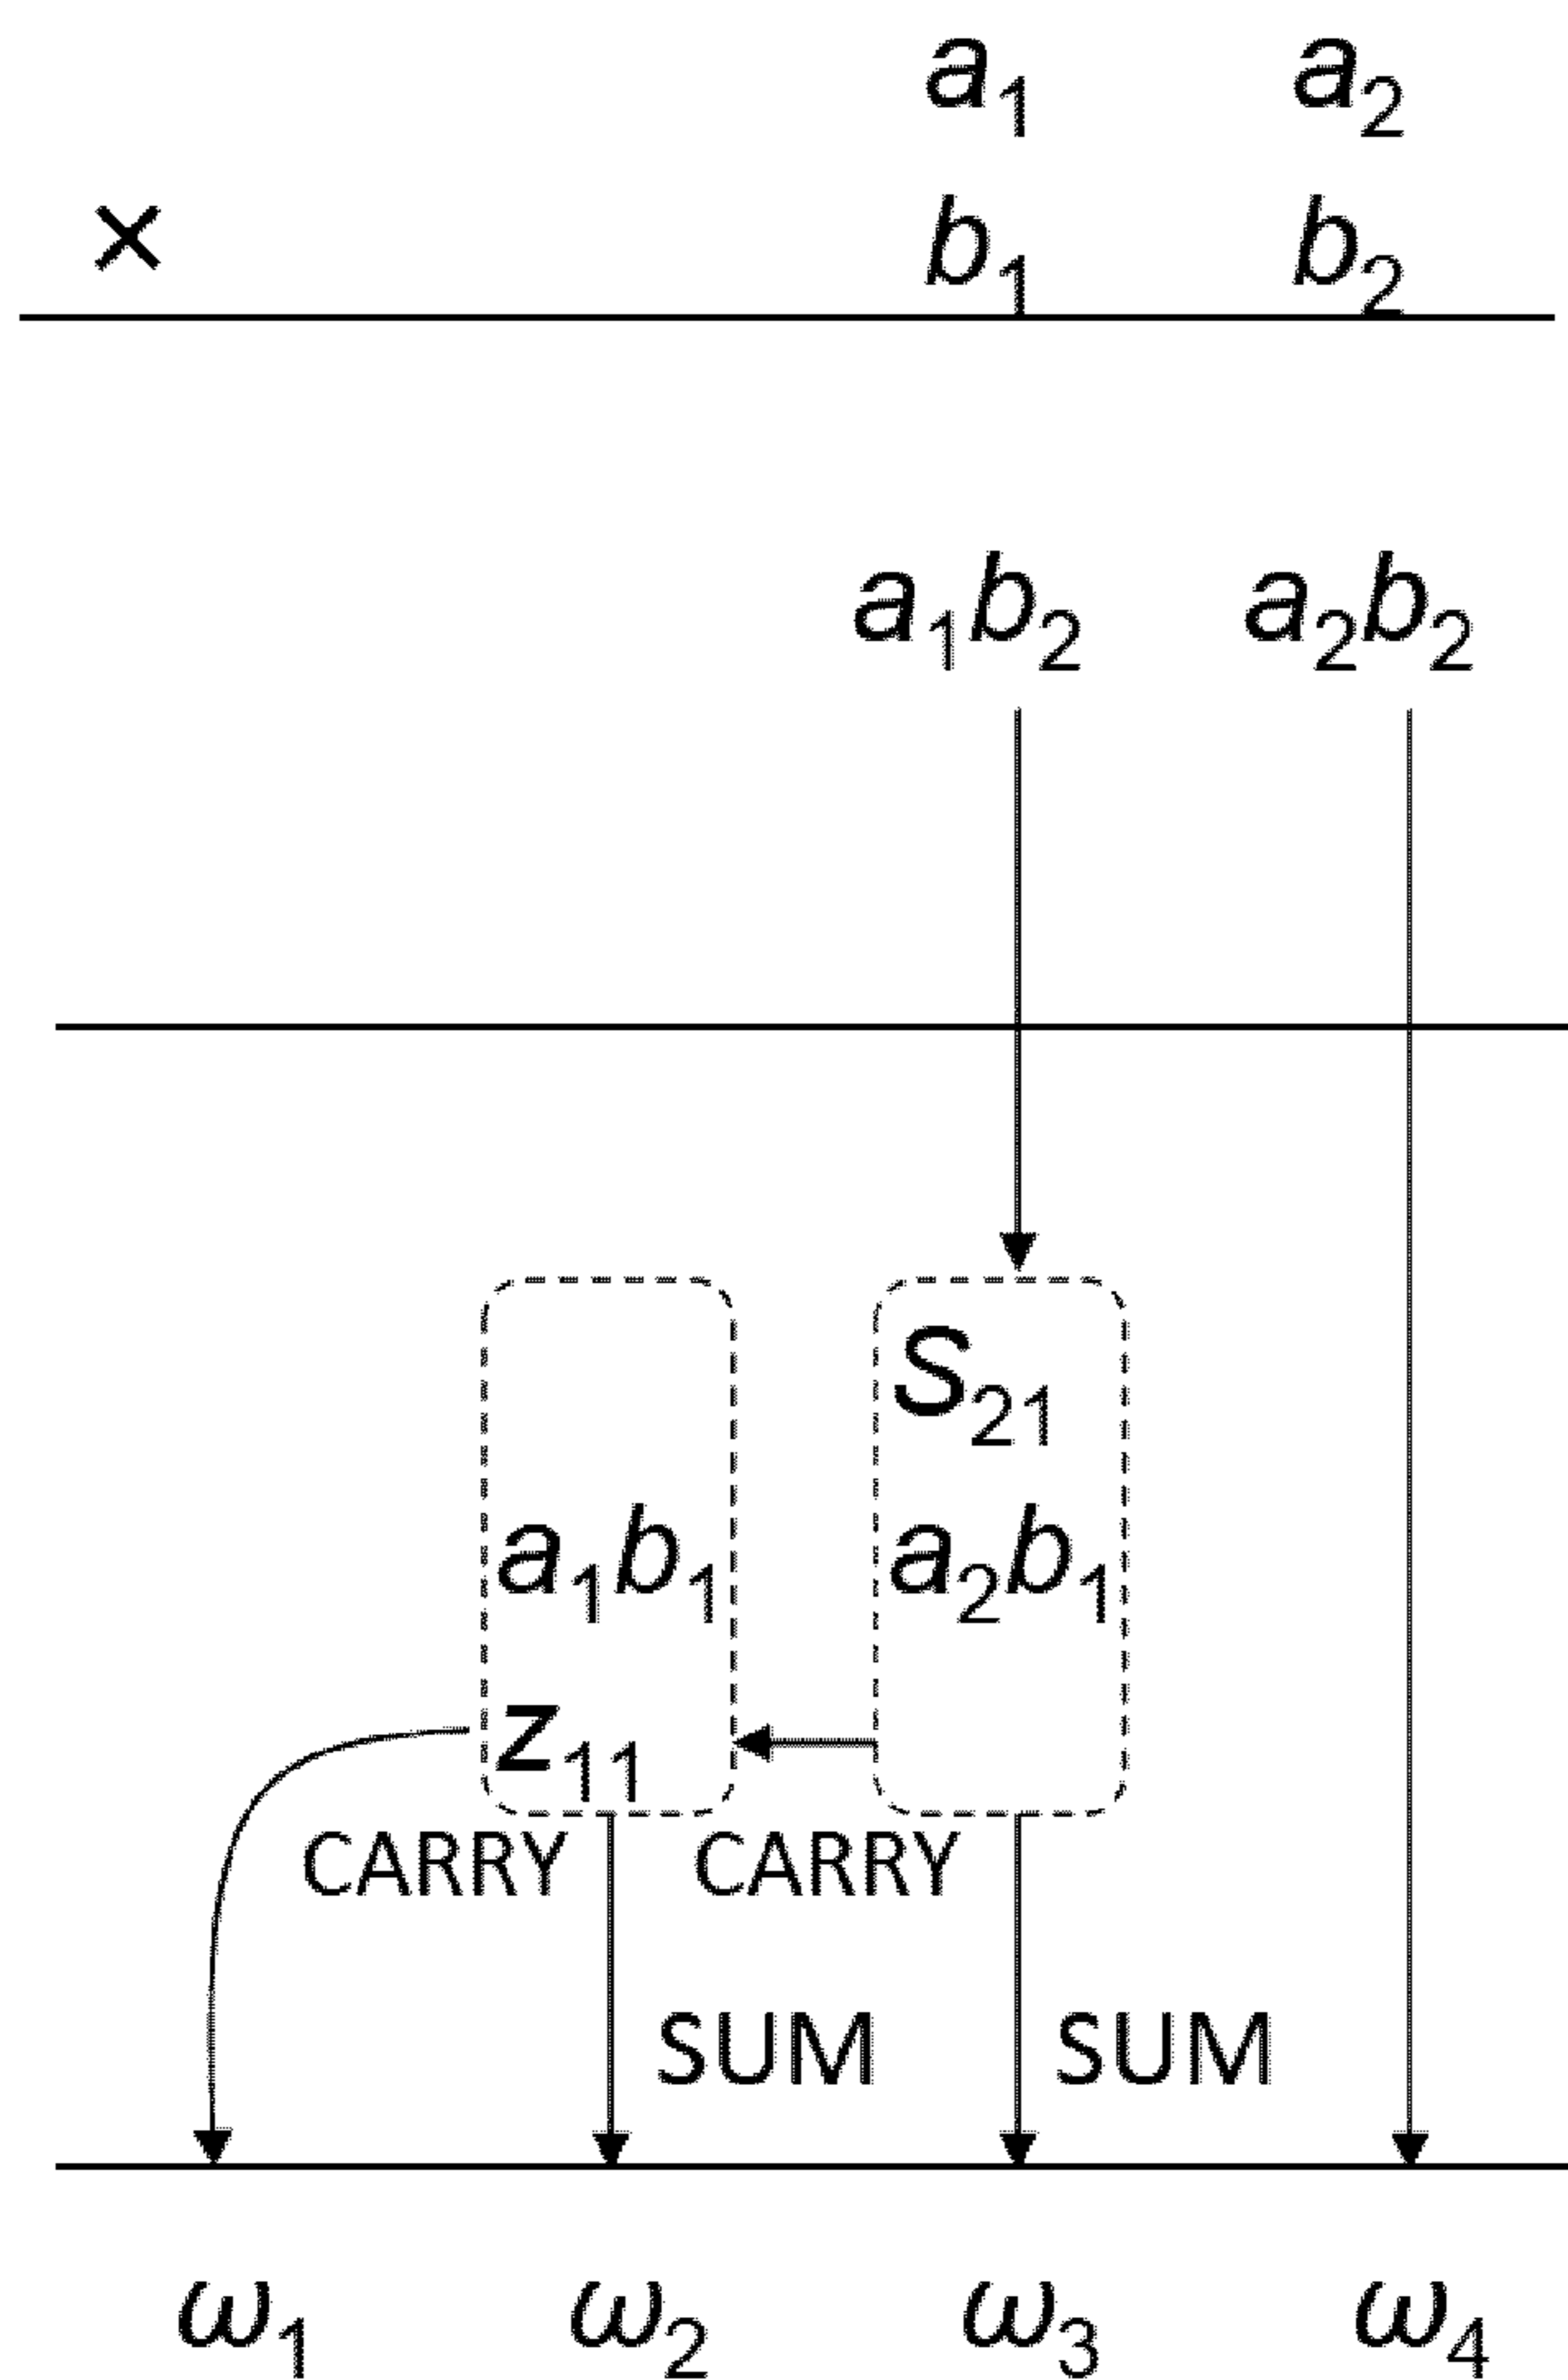 a₁ a₂
× b₁ b₂
a₁b₂ a₂b₂
S₂₁
a₁b₁ a₂b₁
z₁₁
CARRY CARRY
SUM SUM
ω₁ ω₂ ω₃ ω₄